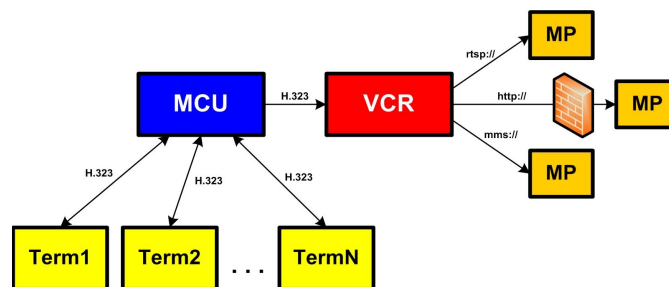 MP
rtsp://
MCU
H.323
VCR
http://
MP
mms://
MP
H.323
H.323
H.323
Term1
Term2
. . .
TermN